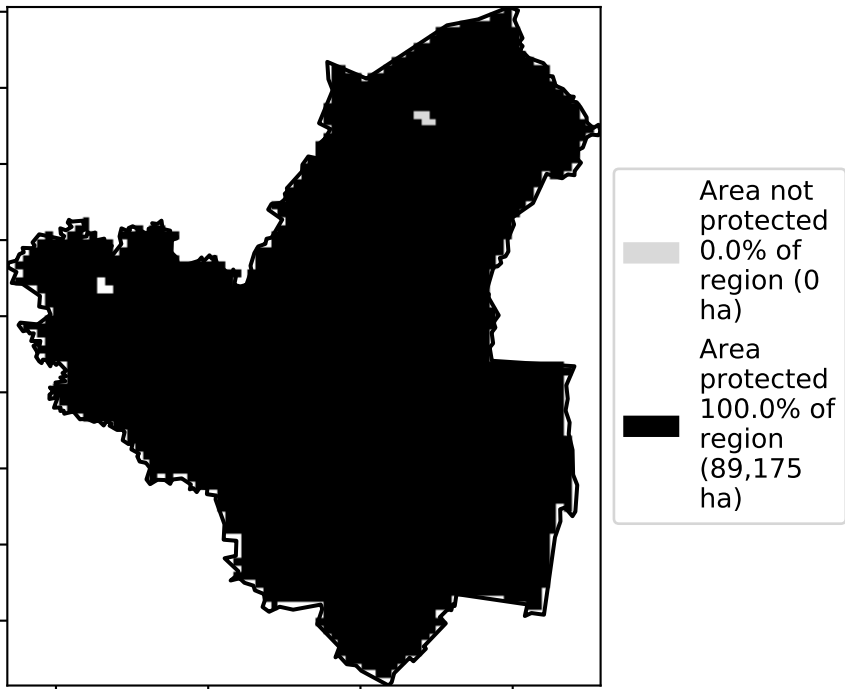 Area not
protected
0.0% of
region (0
ha)
Area
protected
100.0% of
region
(89,175
ha)